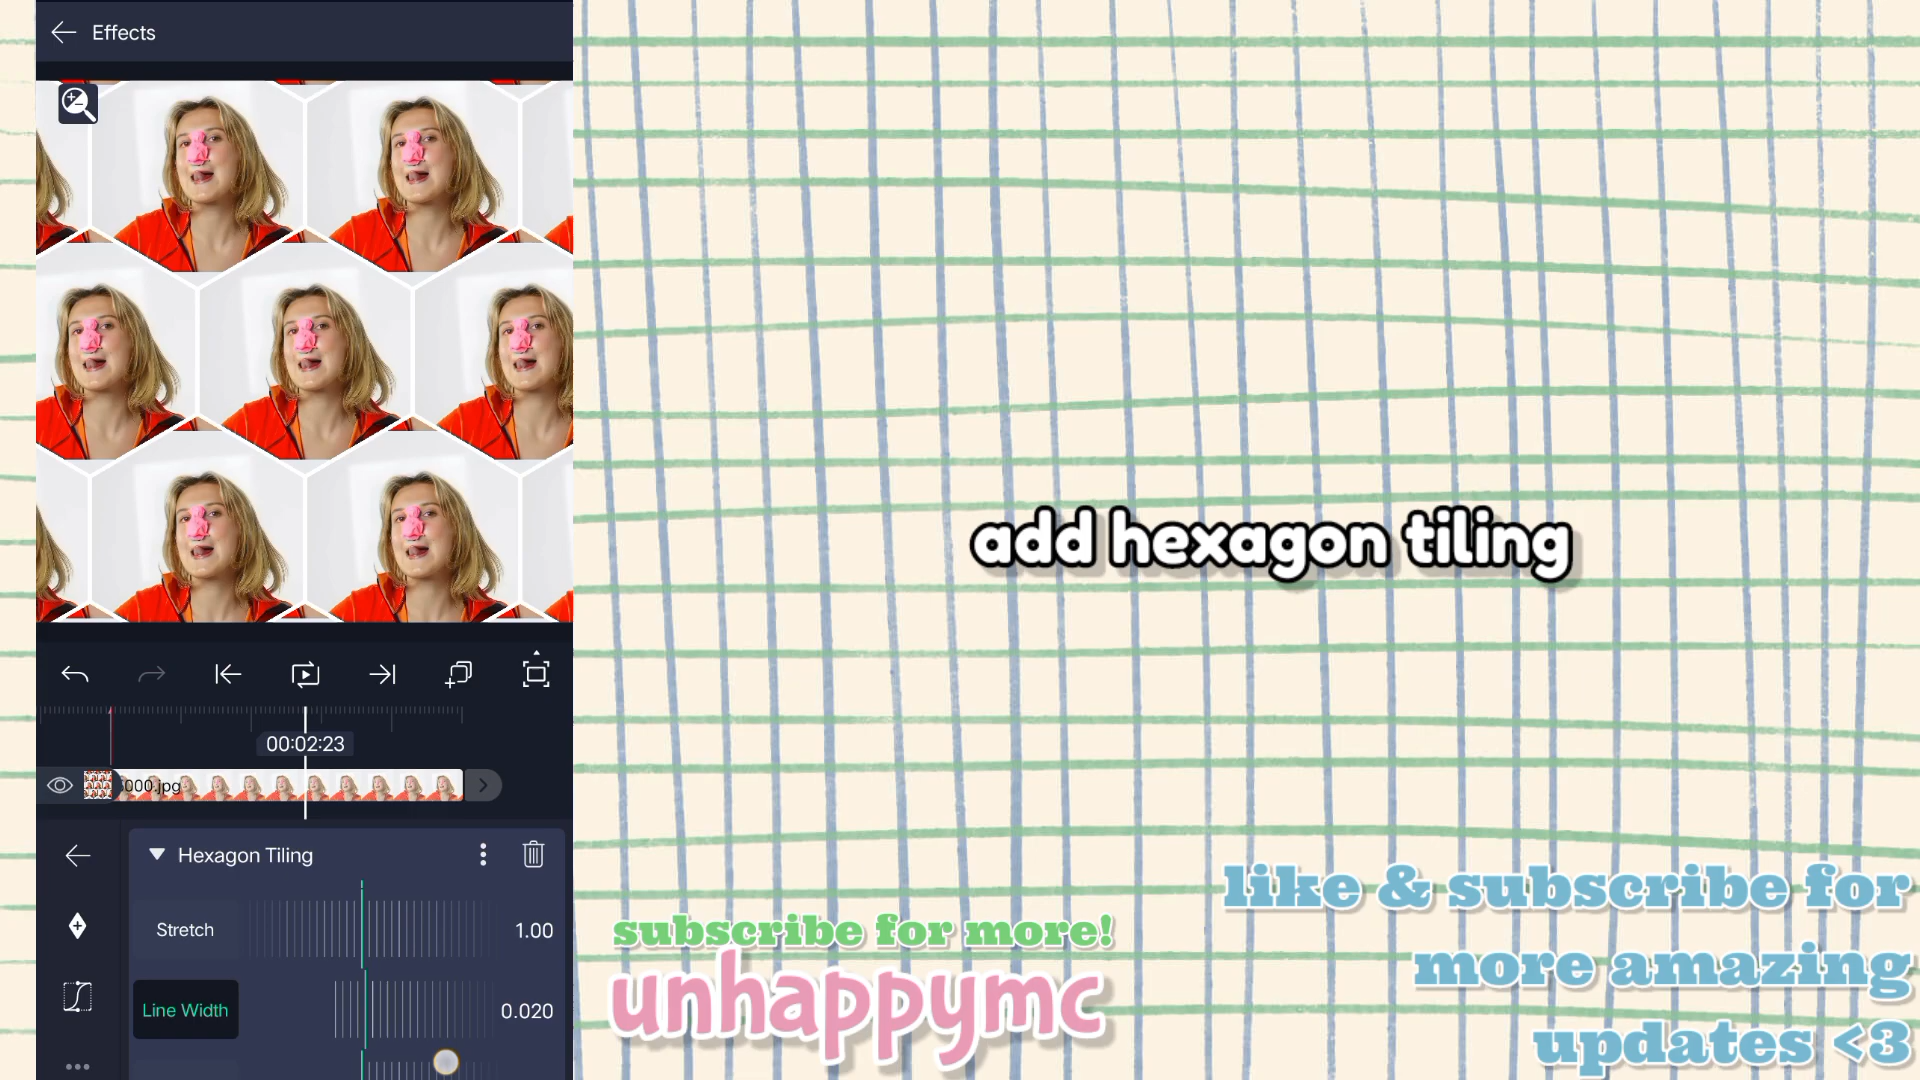 Effects
00:02:23
000.jpg
Hexagon Tiling
Stretch
1.00
Line Width
0.020
add hexagon tiling
subscribe for more!
unhappymc
like & subscribe for
more amazing
updates <3